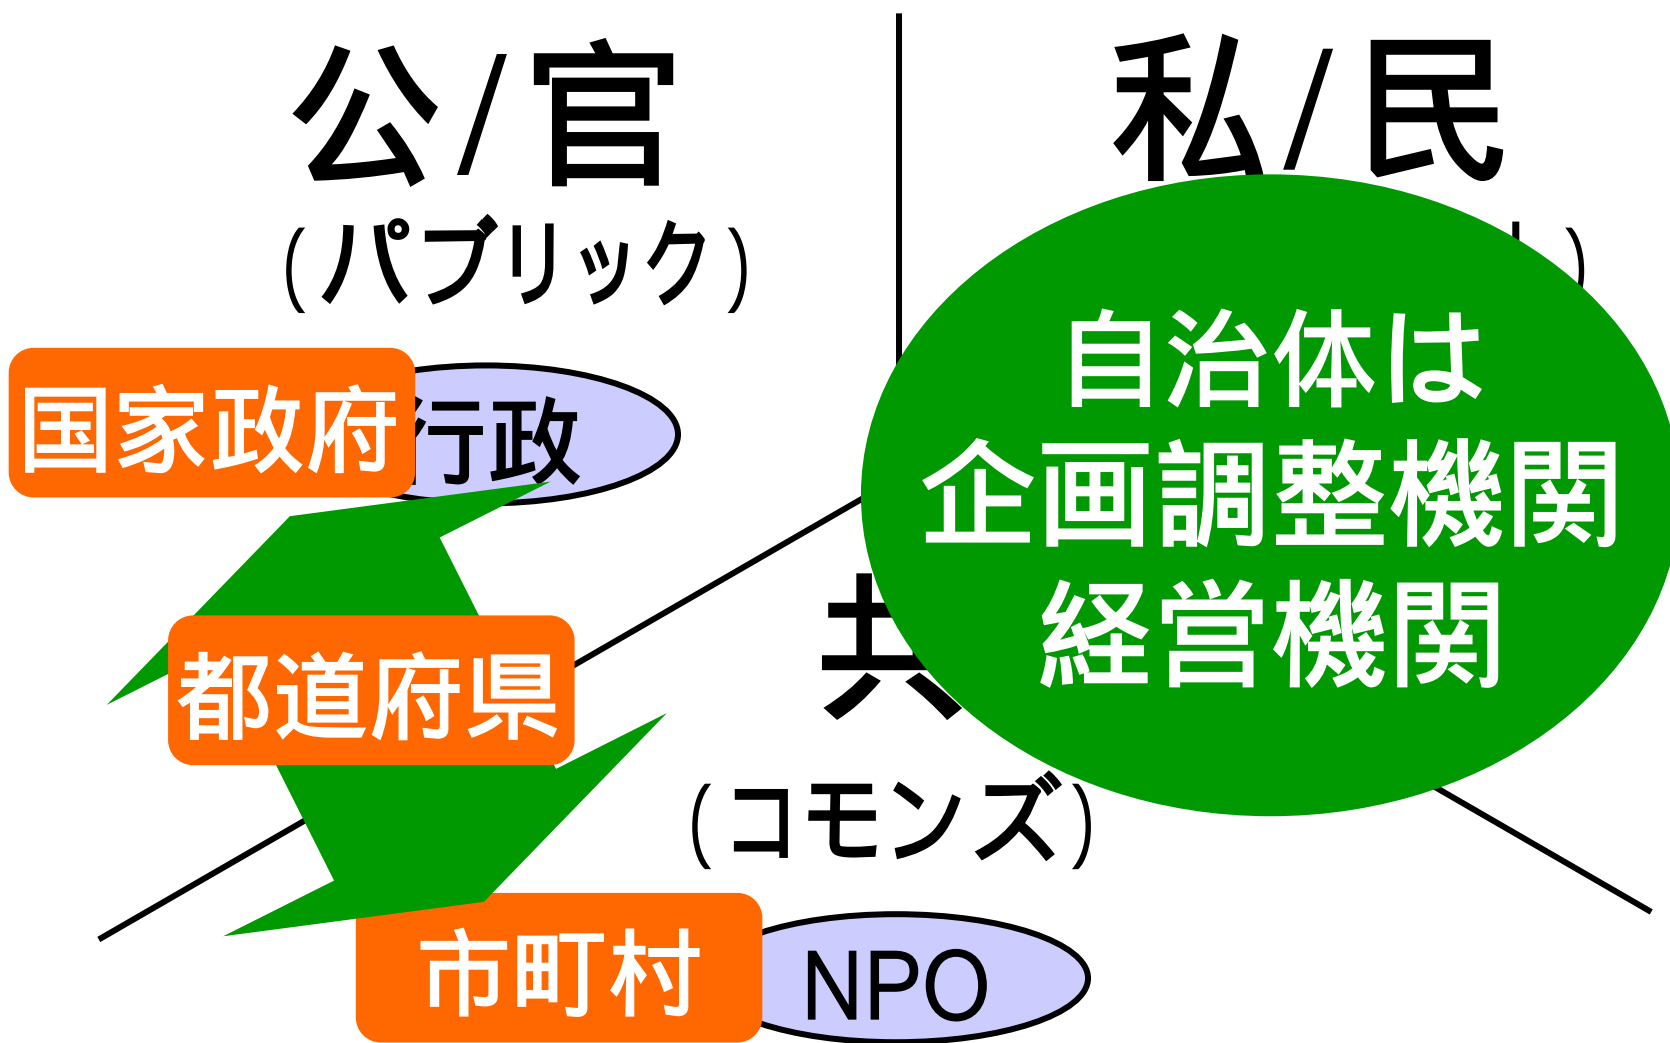 公/官
(パブリック)
私/民
ト)
国家政府
行政
自治体は
企画調整機関
経営機関
都道府県
共
(コモンズ)
市町村
NPO